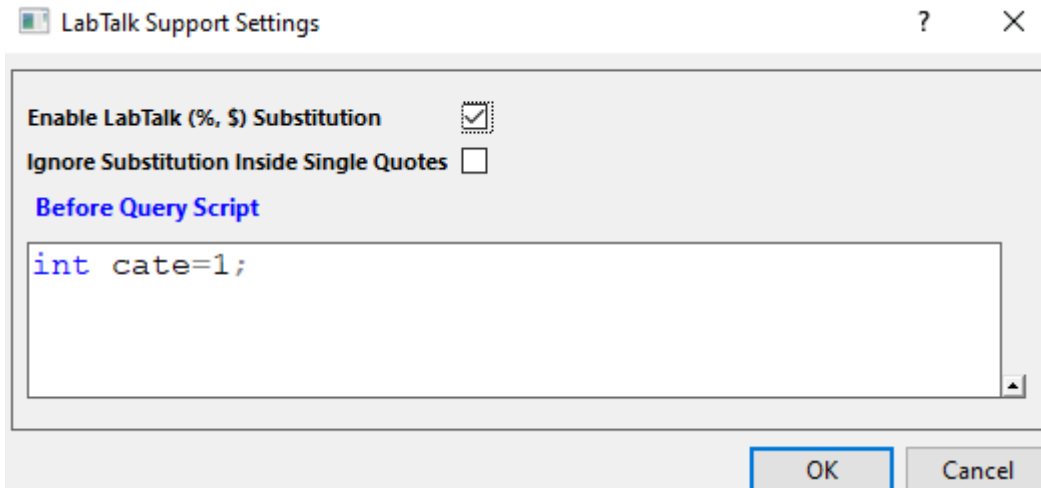 LabTalk Support Settings
?
Enable LabTalk (%, $) Substitution
Ignore Substitution Inside Single Quotes
Before Query Script
int cate=1;
OK
Cancel